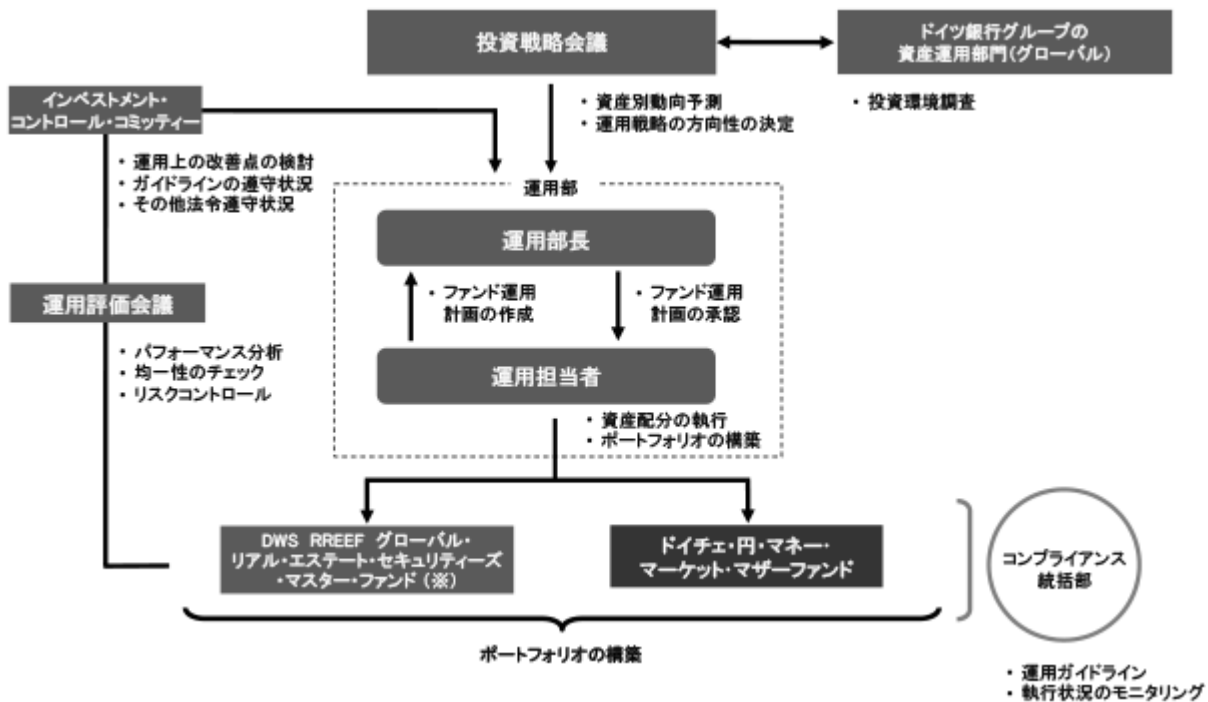 投資戦略会議
ドイツ銀行グループの
資産運用部門(グローバル)
・ 資産別動向予測
・ 運用戦略の方向性の決定
・ 投資環境調査
インベストメント・
コントロール・コミッティー
・ 運用上の改善点の検討
・ ガイドラインの遵守状況
・ その他法令遵守状況
運用部
運用部長
・ ファンド運用
計画の作成
・ ファンド運用
計画の承認
運用評価会議
・ パフォーマンス分析
・ 均一性のチェック
・ リスクコントロール
運用担当者
・ 資産配分の執行
・ ポートフォリオの構築
DWS RREEF グローバル・
リアル・エステート・セキュリティーズ
・マスター・ファンド(※)
ドイチェ・円・マネー・
マーケット・マザーファンド
コンプライアンス
統括部
ポートフォリオの構築
・ 運用ガイドライン
・ 執行状況のモニタリング